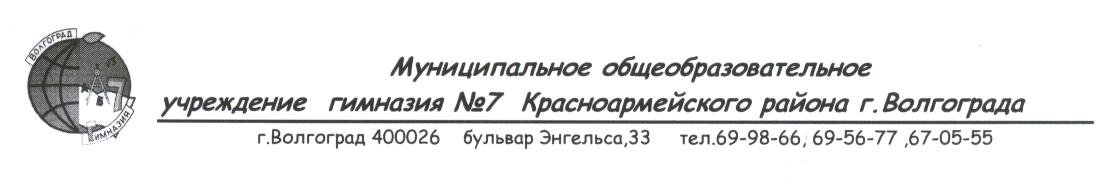 ВОЛГОГРАД
7
ГИМНАЗИЯ
Муниципальное общеобразовательное
учреждение гимназия №7 Красноармейского района г.Волгограда
г.Волгоград 400026 бульвар Энгельса,33 тел.69-98-66, 69-56-77 ,67-05-55